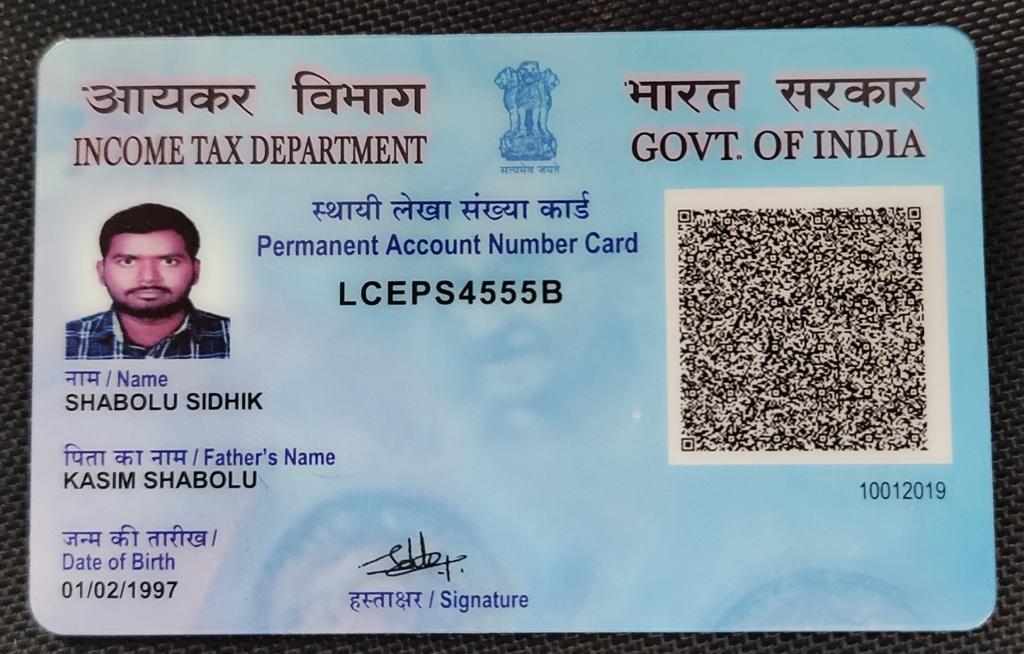 आयकर विभाग
INCOME TAX DEPARTMENT
सत्यमेव जयते
भारत सरकार
GOVT. OF INDIA
स्थायी लेखा संख्या कार्ड
Permanent Account Number Card
LCEPS4555B
नाम / Name
SHABOLU SIDHIK
पिता का नाम / Father's Name
KASIM SHABOLU
10012019
जन्म की तारीख /
Date of Birth
01/02/1997
हस्ताक्षर / Signature